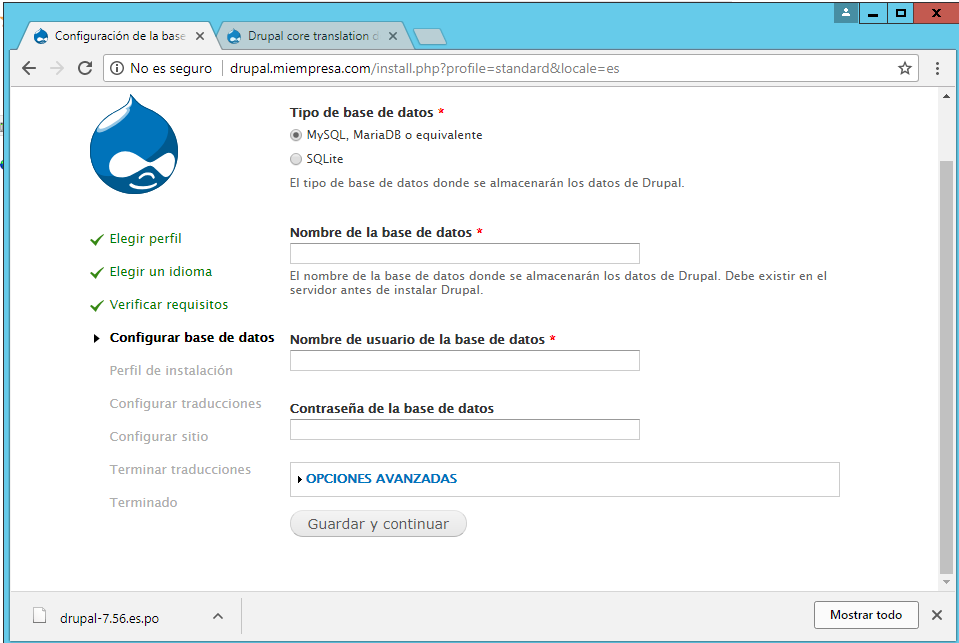 Configuración de la base
Drupal core translation d
No es seguro
drupal.miempresa.com/install.php?profile=standard&locale=es
Tipo de base de datos *
MySQL, MariaDB o equivalente
SQLite
El tipo de base de datos donde se almacenarán los datos de Drupal.
Elegir perfil
Elegir un idioma
Verificar requisitos
Configurar base de datos
Perfil de instalación
Configurar traducciones
Configurar sitio
Terminar traducciones
Terminado
Nombre de la base de datos *
El nombre de la base de datos donde se almacenarán los datos de Drupal. Debe existir en el
servidor antes de instalar Drupal.
Nombre de usuario de la base de datos *
Contraseña de la base de datos
OPCIONES AVANZADAS
Guardar y continuar
drupal-7.56.es.po
Mostrar todo